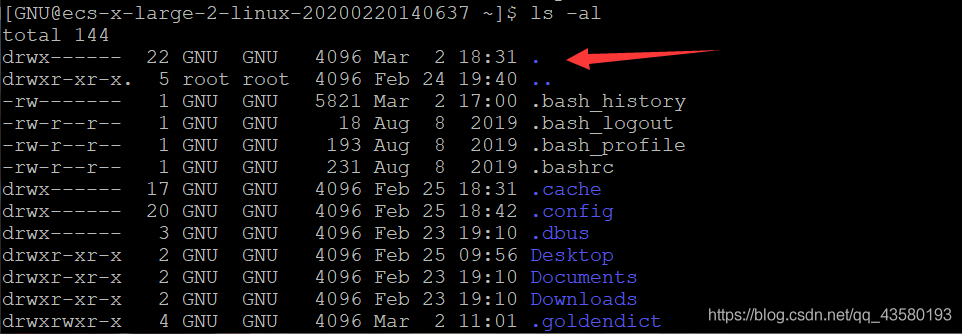 [GNU@ecs-x-large-2-linux-20200220140637 ~]$ ls -al
total 144
drwx------ 22 GNU GNU 4096 Mar 2 18:31 .
drwxr-xr-x. 5 root root 4096 Feb 24 19:40 ..
-rw------- 1 GNU GNU 5821 Mar 2 17:00 .bash_history
-rw-r--r-- 1 GNU GNU 18 Aug 8 2019 .bash_logout
-rw-r--r-- 1 GNU GNU 193 Aug 8 2019 .bash_profile
-rw-r--r-- 1 GNU GNU 231 Aug 8 2019 .bashrc
drwx------ 17 GNU GNU 4096 Feb 25 18:31 .cache
drwx------ 20 GNU GNU 4096 Feb 25 18:42 .config
drwx------ 3 GNU GNU 4096 Feb 23 19:10 .dbus
drwxr-xr-x 2 GNU GNU 4096 Feb 25 09:56 Desktop
drwxr-xr-x 2 GNU GNU 4096 Feb 23 19:10 Documents
drwxr-xr-x 2 GNU GNU 4096 Feb 23 19:10 Downloads
drwxrwxr-x 4 GNU GNU 4096 Mar 2 11:01 .goldendict
https://blog.csdn.net/qq_43580193